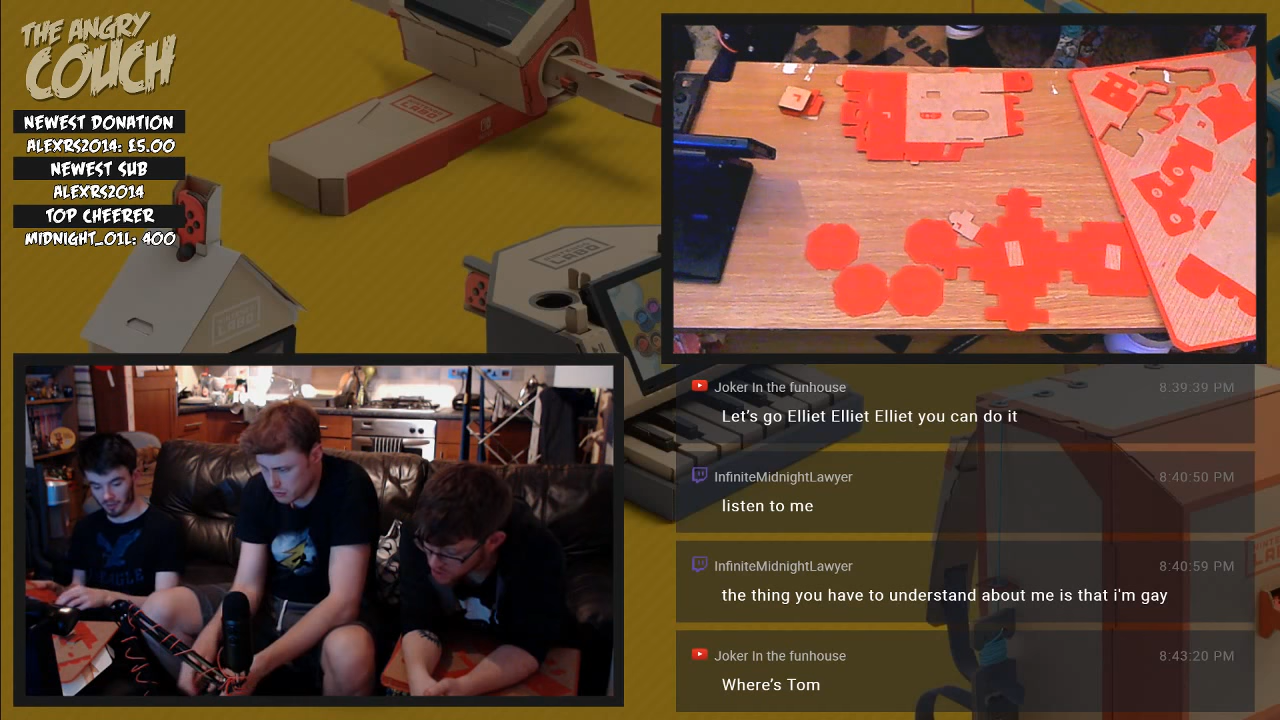 THE ANGRY
COUCH
NEWEST DONATION
ALEXRS2014: £5.00
NEWEST SUB
ALEXRS2014
TOP CHEERER
MIDNIGHT_01L: 400
Joker In the funhouse 8:39:39 PM
Let's go Elliet Elliet Elliet you can do it
InfiniteMidnightLawyer 8:40:50 PM
listen to me
InfiniteMidnightLawyer 8:40:59 PM
the thing you have to understand about me is that i'm gay
Joker In the funhouse 8:43:20 PM
Where's Tom